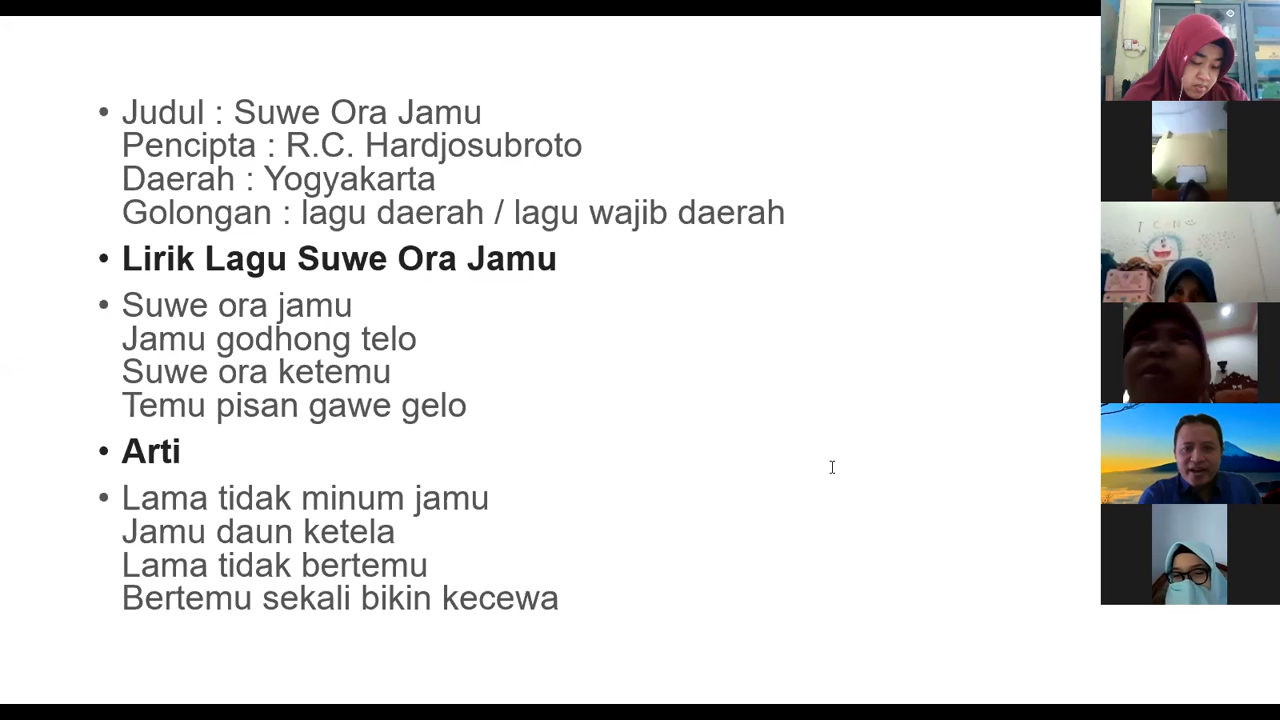 • Judul : Suwe Ora Jamu
Pencipta : R.C. Hardjosubroto
Daerah : Yogyakarta
Golongan : lagu daerah / lagu wajib daerah
• Lirik Lagu Suwe Ora Jamu
• Suwe ora jamu
Jamu godhong telo
Suwe ora ketemu
Temu pisan gawe gelo
• Arti
• Lama tidak minum jamu
Jamu daun ketela
Lama tidak bertemu
Bertemu sekali bikin kecewa